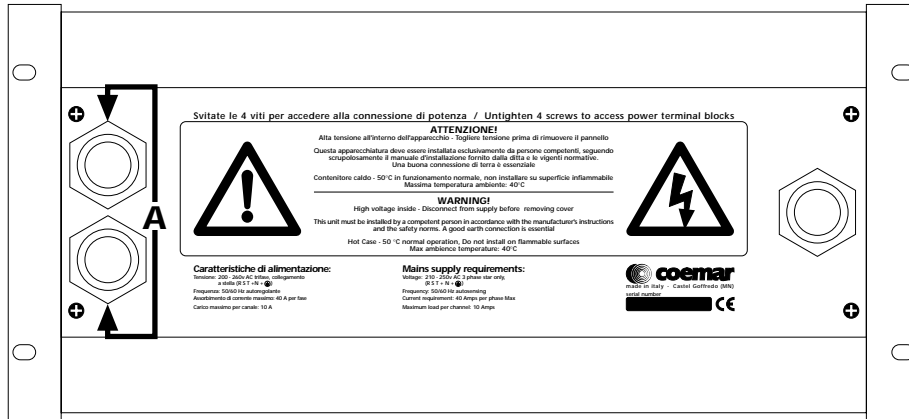 Svitate le 4 viti per accedere alla connessione di potenza / Untighten 4 screws to access power terminal blocks
A
ATTENZIONE!
Alta tensione all'interno dell'apparecchio - Togliere tensione prima di rimuovere il pannello
Questa apparecchiatura deve essere installata esclusivamente da persone competenti, seguendo
scrupolosamente il manuale d'installazione fornito dalla ditta e le vigenti normative.
Una buona connessione di terra è essenziale
Contenitore caldo - 50°C in funzionamento normale, non installare su superfice infiammabile
Massima temperatura ambiente: 40°C
WARNING!
High voltage inside - Disconnect from supply before removing cover
This unit must be installed by a competent person in accordance with the manufacturer's instructions
and the safety norms. A good earth connection is essential
Hot Case - 50 °C normal operation, Do not install on flammable surfaces
Max ambience temperature: 40°C
Caratteristiche di alimentazione:
Tensione: 200 - 260v AC trifase, collegamento
a stella (R S T +N + )
Frequenza: 50/60 Hz autoregolante
Assorbimento di corrente massimo: 40 A per fase
Carico massimo per canale: 10 A
Mains supply requirements:
Voltage: 210 - 250v AC 3 phase star only,
(R S T +N + )
Frequency: 50/60 Hz autosensing
Current requirement: 40 Amps per phase Max
Maximum load per channel: 10 Amps
coemar
made in italy - Castel Goffredo (MN)
serial number
CE